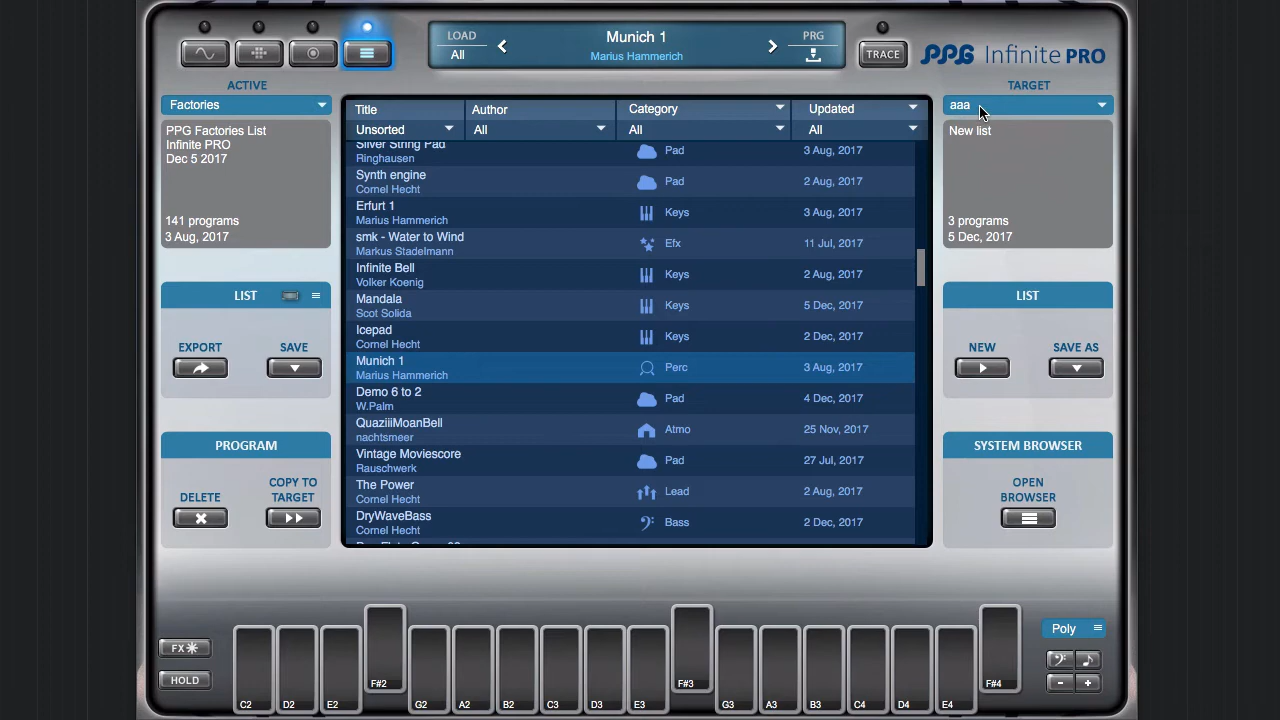 LOAD
All
Munich 1
Marius Hammerich
PRG
TRACE
PPG Infinite PRO
ACTIVE
Factories
PPG Factories List
Infinite PRO
Dec 5 2017
141 programs
3 Aug, 2017
LIST
EXPORT
SAVE
PROGRAM
DELETE
COPY TO
TARGET
Title
Author
Category
Updated
Unsorted
All
All
All
Silver String Pad
Ringhausen
Pad
3 Aug, 2017
Synth engine
Cornel Hecht
Pad
2 Aug, 2017
Erfurt 1
Marius Hammerich
Keys
3 Aug, 2017
smk - Water to Wind
Markus Stadelmann
Efx
11 Jul, 2017
Infinite Bell
Volker Koenig
Keys
2 Aug, 2017
Mandala
Scot Solida
Keys
5 Dec, 2017
Icepad
Cornel Hecht
Keys
2 Dec, 2017
Munich 1
Marius Hammerich
Perc
3 Aug, 2017
Demo 6 to 2
W.Palm
Pad
4 Dec, 2017
QuaziiiMoanBell
nachtsmeer
Atmo
25 Nov, 2017
Vintage Moviescore
Rauschwerk
Pad
27 Jul, 2017
The Power
Cornel Hecht
Lead
2 Aug, 2017
DryWaveBass
Cornel Hecht
Bass
2 Dec, 2017
TARGET
aaa
New list
3 programs
5 Dec, 2017
LIST
NEW
SAVE AS
SYSTEM BROWSER
OPEN
BROWSER
FX
HOLD
C2
D2
E2
F#2
G2
A2
B2
C3
D3
E3
F#3
G3
A3
B3
C4
D4
E4
F#4
Poly
-
+